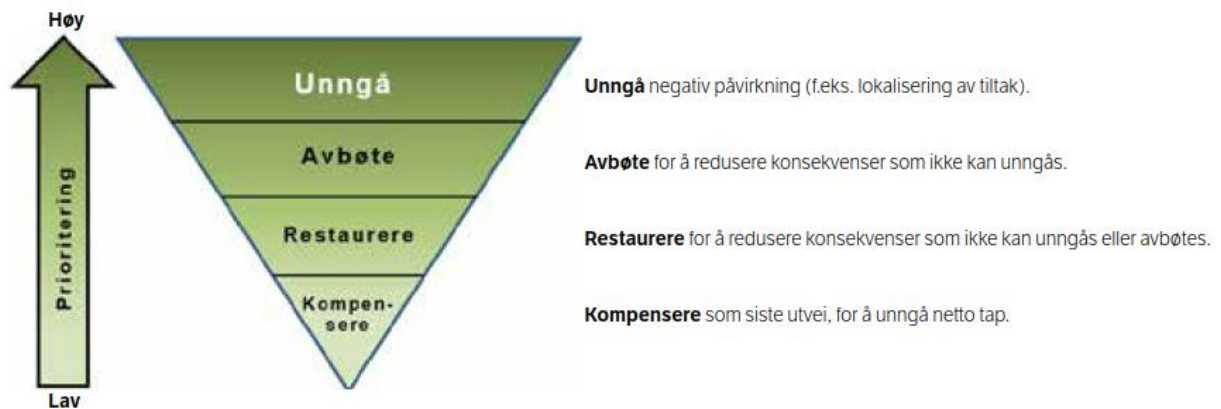 Høy
Unngå
Unngå negativ påvirkning (f.eks. lokalisering av tiltak).
Avbøte
Avbøte for å redusere konsekvenser som ikke kan unngås.
Prioritering
Restaurere
Restaurere for å redusere konsekvenser som ikke kan unngås eller avbøtes.
Kompen-
sere
Kompensere som siste utvei, for å unngå netto tap.
Lav